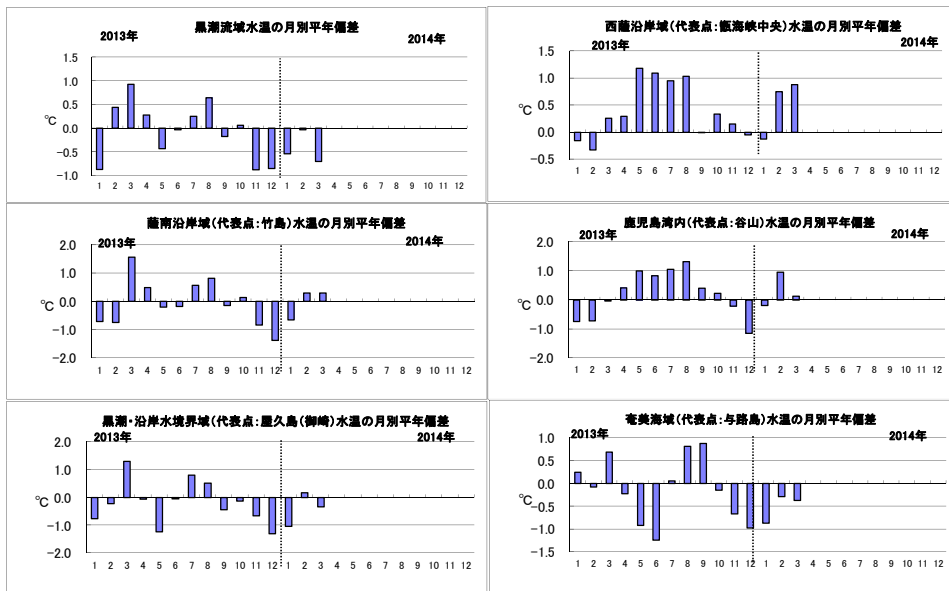 黒潮流域水温の月別平年偏差
2013年
2014年
℃
1.5
1.0
0.5
0.0
−0.5
−1.0
1 2 3 4 5 6 7 8 9 10 11 12 1 2 3 4 5 6 7 8 9 10 11 12
西薩沿岸域(代表点:甑海峡中央)水温の月別平年偏差
2013年
2014年
℃
1.5
1.0
0.5
0.0
−0.5
1 2 3 4 5 6 7 8 9 10 11 12 1 2 3 4 5 6 7 8 9 10 11 12
薩南沿岸域(代表点:竹島)水温の月別平年偏差
2013年
2014年
℃
2.0
1.0
0.0
−1.0
−2.0
1 2 3 4 5 6 7 8 9 10 11 12 1 2 3 4 5 6 7 8 9 10 11 12
鹿児島湾内(代表点:谷山)水温の月別平年偏差
2013年
2014年
℃
2.0
1.0
0.0
−1.0
−2.0
1 2 3 4 5 6 7 8 9 10 11 12 1 2 3 4 5 6 7 8 9 10 11 12
黒潮・沿岸水境界域(代表点:屋久島(御崎)水温の月別平年偏差
2013年
2014年
℃
2.0
1.0
0.0
−1.0
−2.0
1 2 3 4 5 6 7 8 9 10 11 12 1 2 3 4 5 6 7 8 9 10 11 12
奄美海域(代表点:与路島)水温の月別平年偏差
2013年
2014年
℃
1.0
0.5
0.0
−0.5
−1.0
−1.5
1 2 3 4 5 6 7 8 9 10 11 12 1 2 3 4 5 6 7 8 9 10 11 12